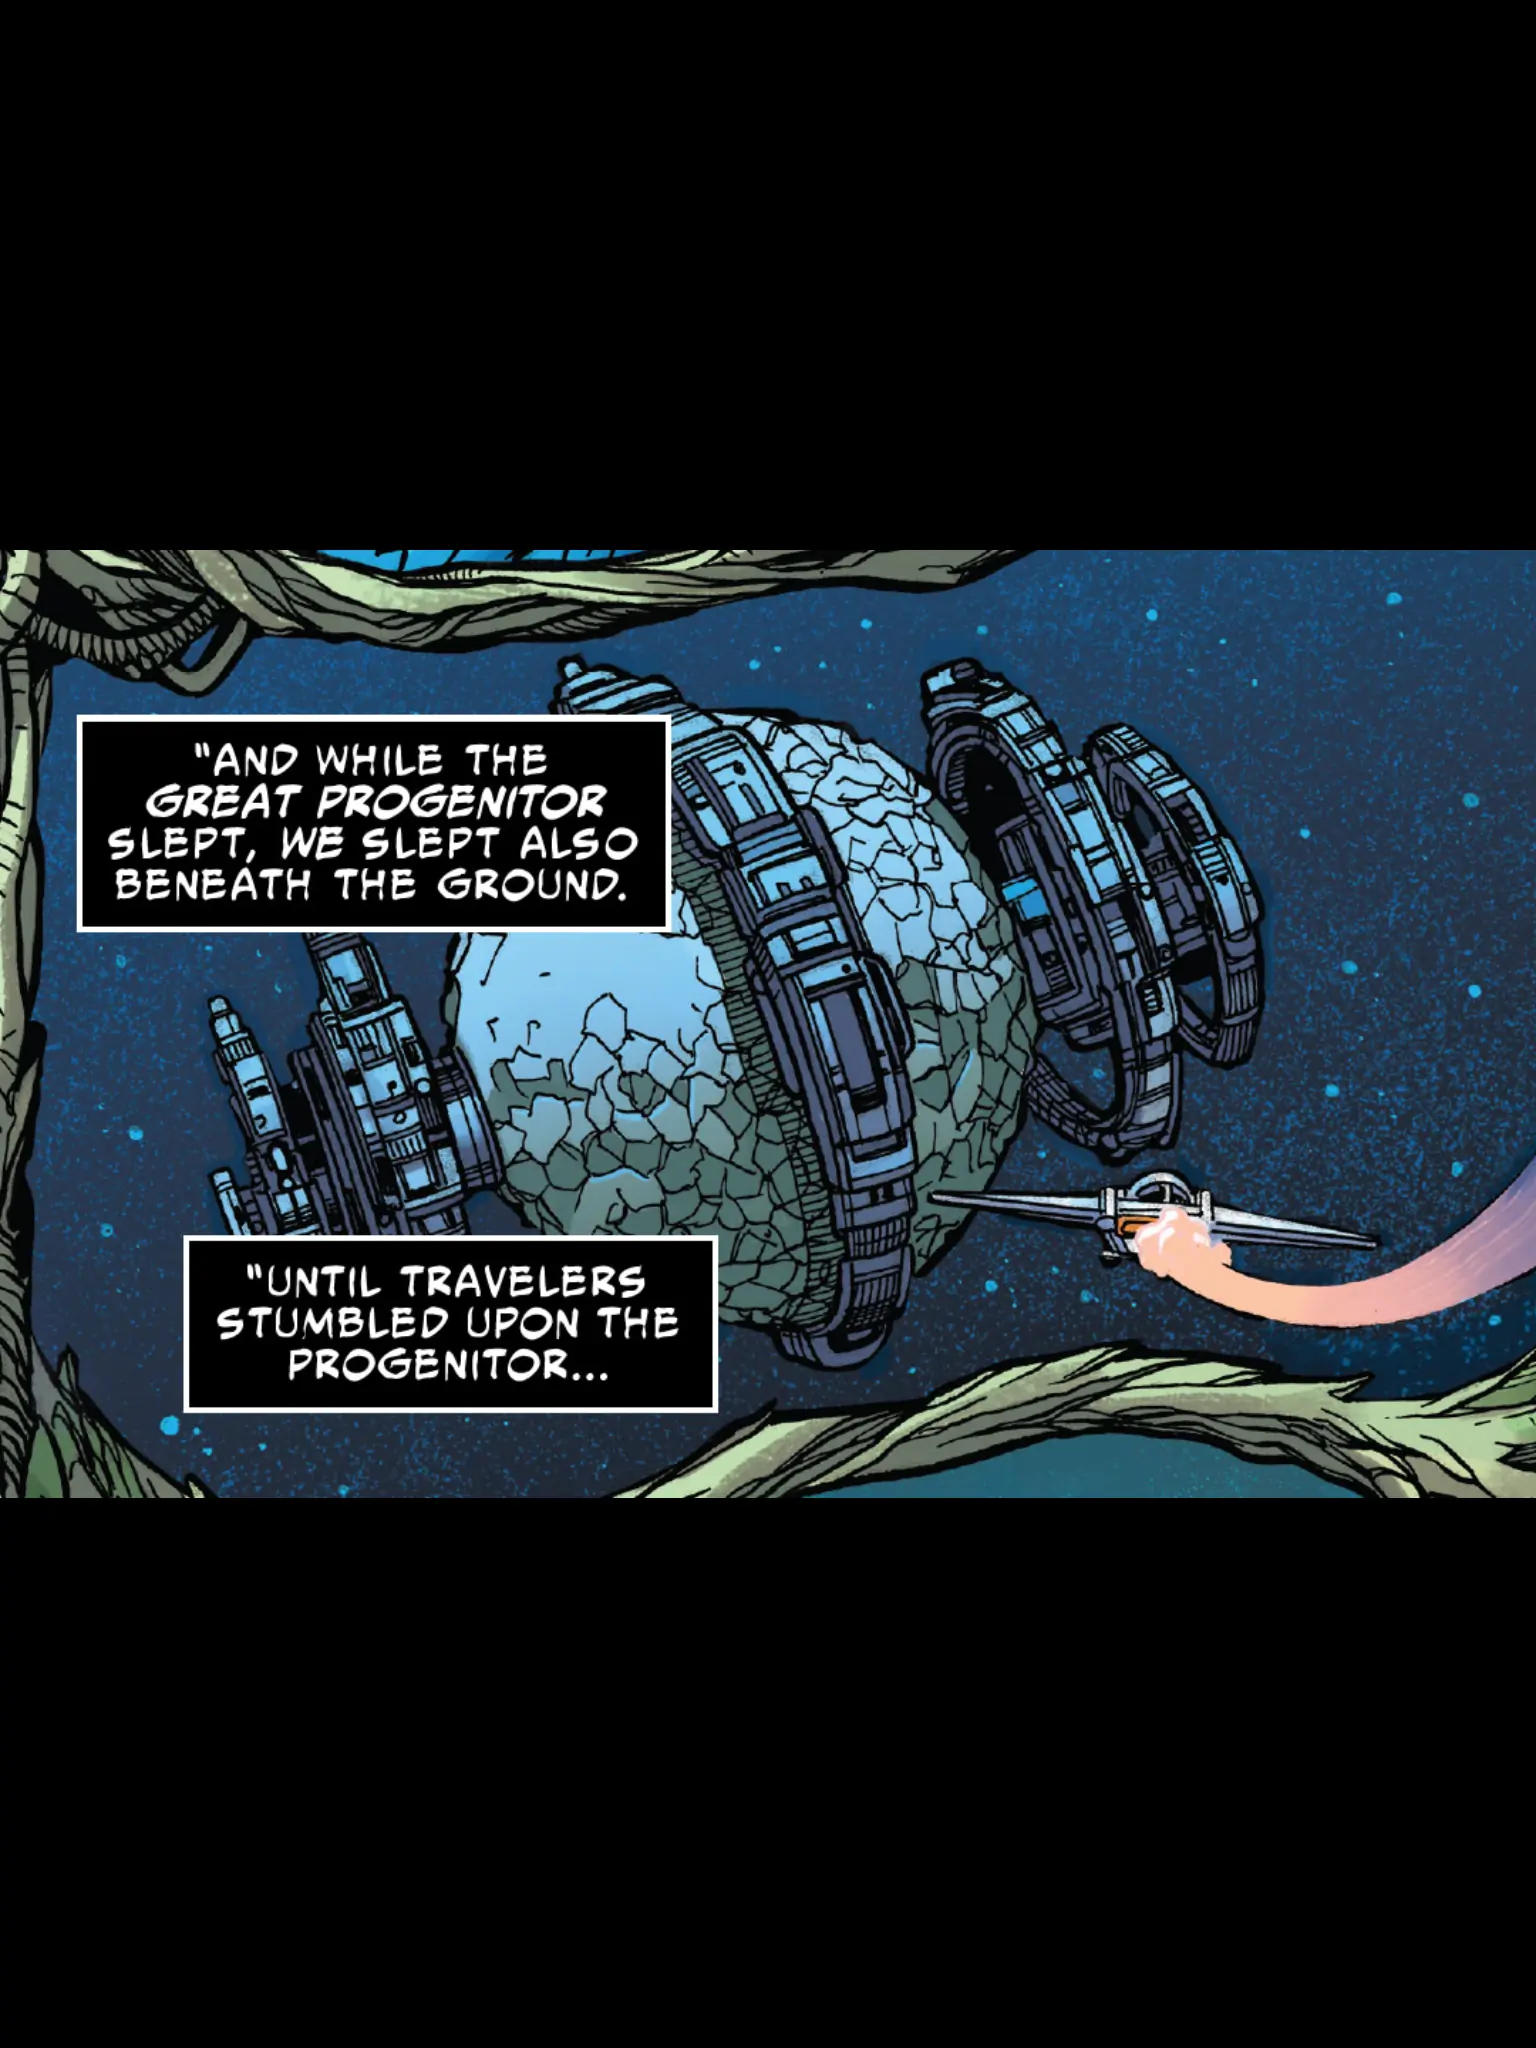 "AND WHILE THE
GREAT PROGENITOR
SLEPT, WE SLEPT ALSO
BENEATH THE GROUND.
"UNTIL TRAVELERS
STUMBLED UPON THE
PROGENITOR...